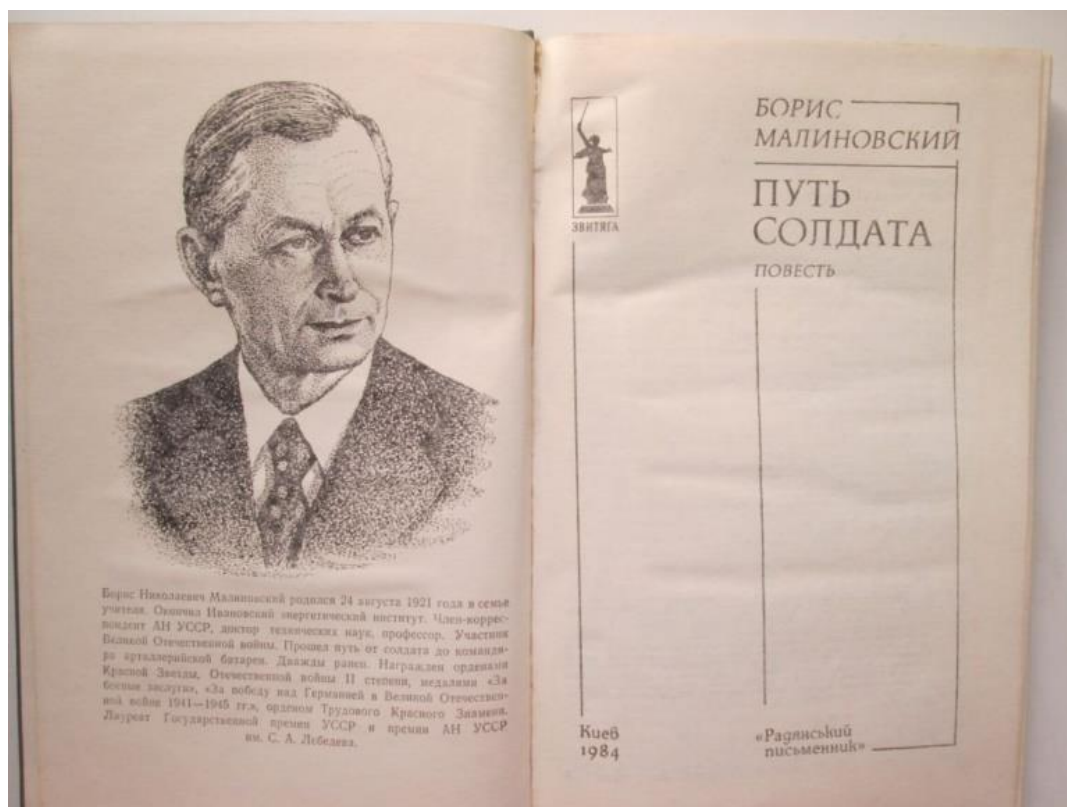 Борис Николаевич Малиновский родился 24 августа 1921 года в семье
учителя. Окончил Ивановский энергетический институт. Член-коррес-
пондент АН УССР, доктор технических наук, профессор. Участник
Великой Отечественной войны. Прошел путь от солдата до команди-
ра артиллерийской батареи. Дважды ранен. Награжден орденами
Красной Звезды, Отечественной войны II степени, медалями «За
боевые заслуги», «За победу над Германией в Великой Отечествен-
ной войне 1941—1945 гг.», орденом Трудового Красного Знамени.
Лауреат Государственной премии УССР и премии АН УССР
им. С. А. Лебедева.
ЗВИТЯГА
БОРИС
МАЛИНОВСКИЙ
ПУТЬ
СОЛДАТА
ПОВЕСТЬ
Киев
1984
«Радянський
письменник»